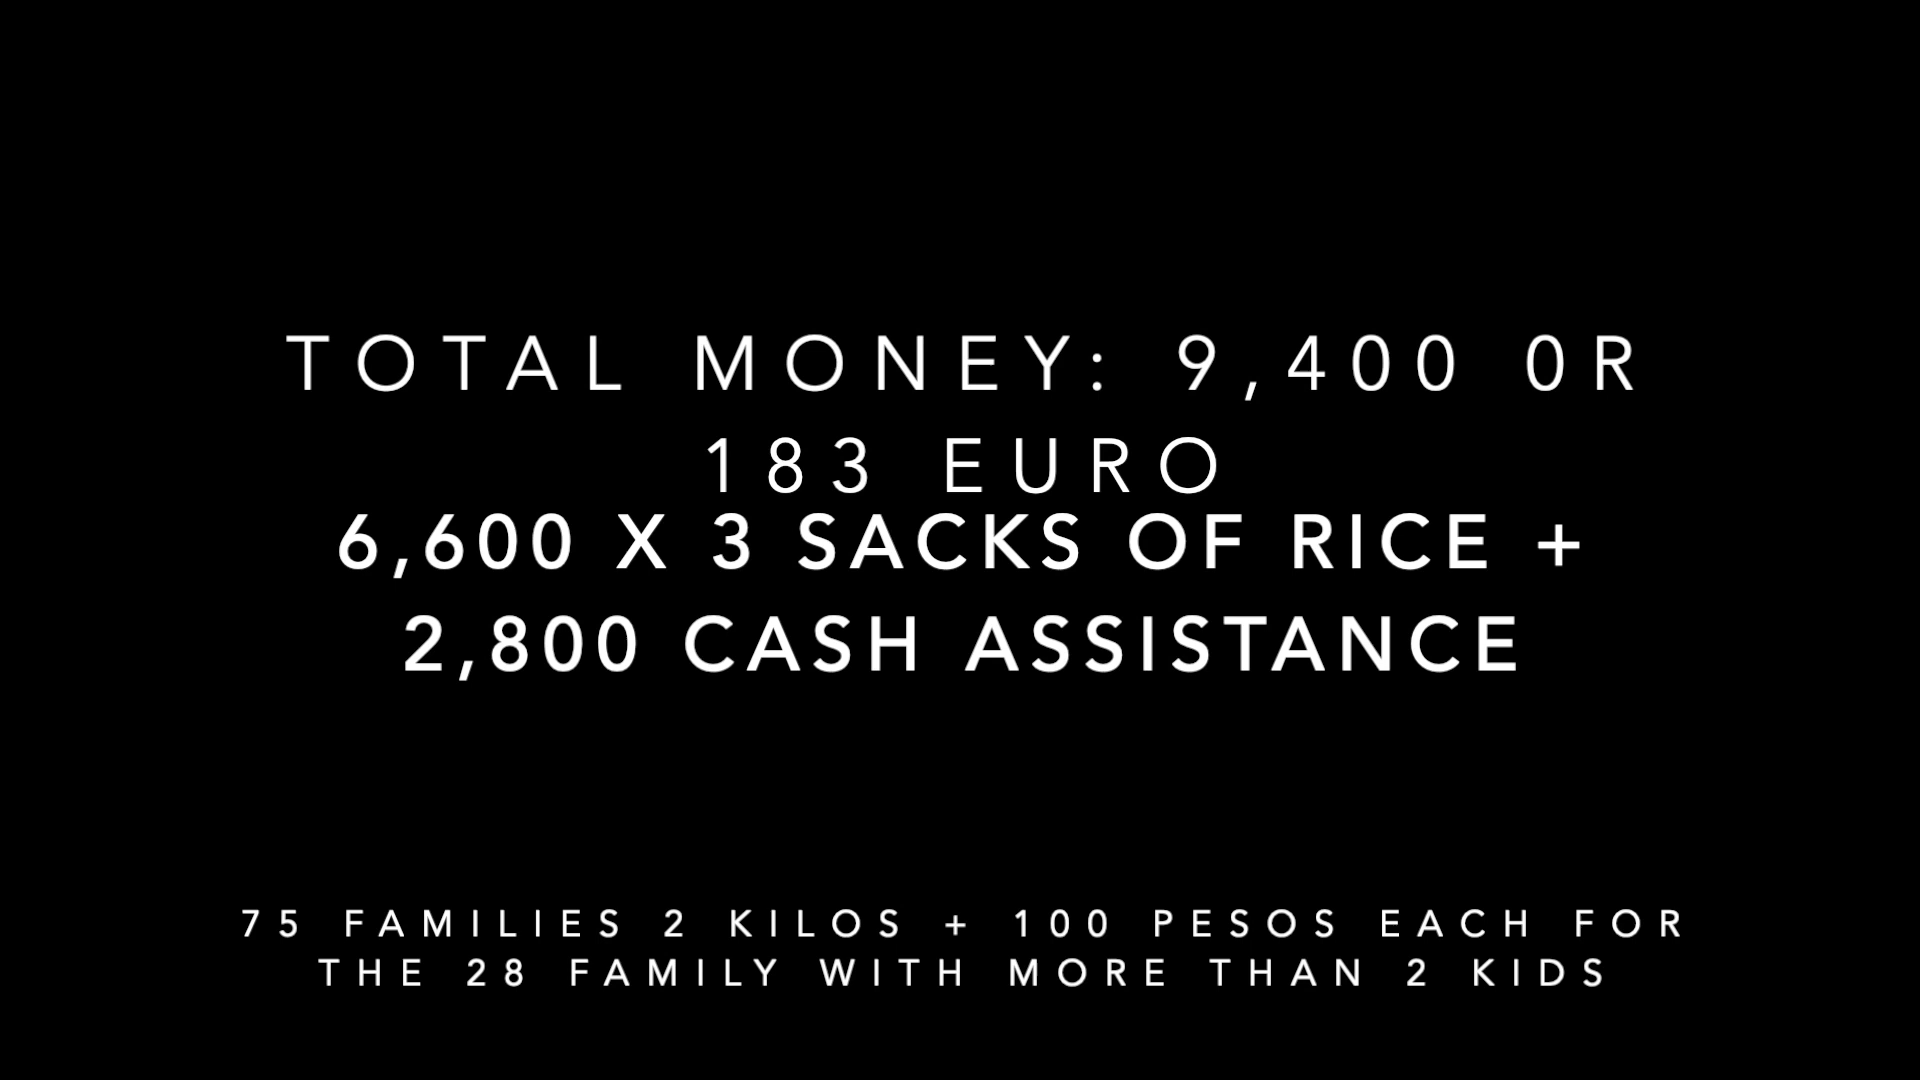 TOTAL MONEY: 9,400 0R
183 EURO
6,600 X 3 SACKS OF RICE +
2,800 CASH ASSISTANCE
75 FAMILIES 2 KILOS + 100 PESOS EACH FOR
THE 28 FAMILY WITH MORE THAN 2 KIDS